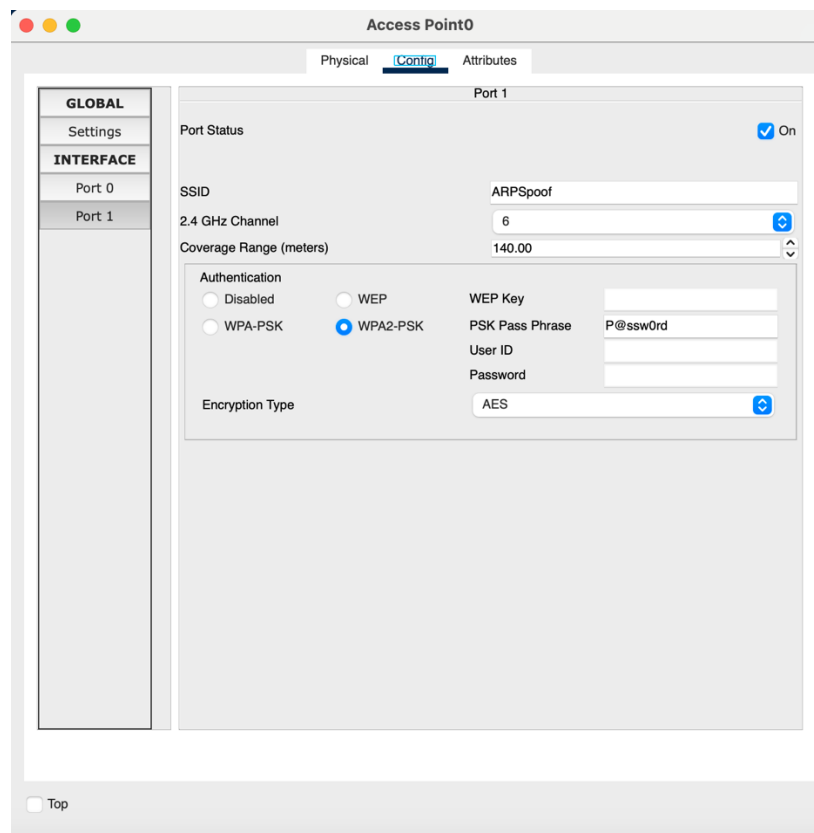 Access Point0
Physical Config Attributes
GLOBAL
Settings
INTERFACE
Port 0
Port 1
Port 1
Port Status On
SSID ARPSpoof
2.4 GHz Channel 6
Coverage Range (meters) 140.00
Authentication
Disabled WEP WEP Key
WPA-PSK WPA2-PSK PSK Pass Phrase P@ssw0rd
User ID
Password
Encryption Type AES
Top